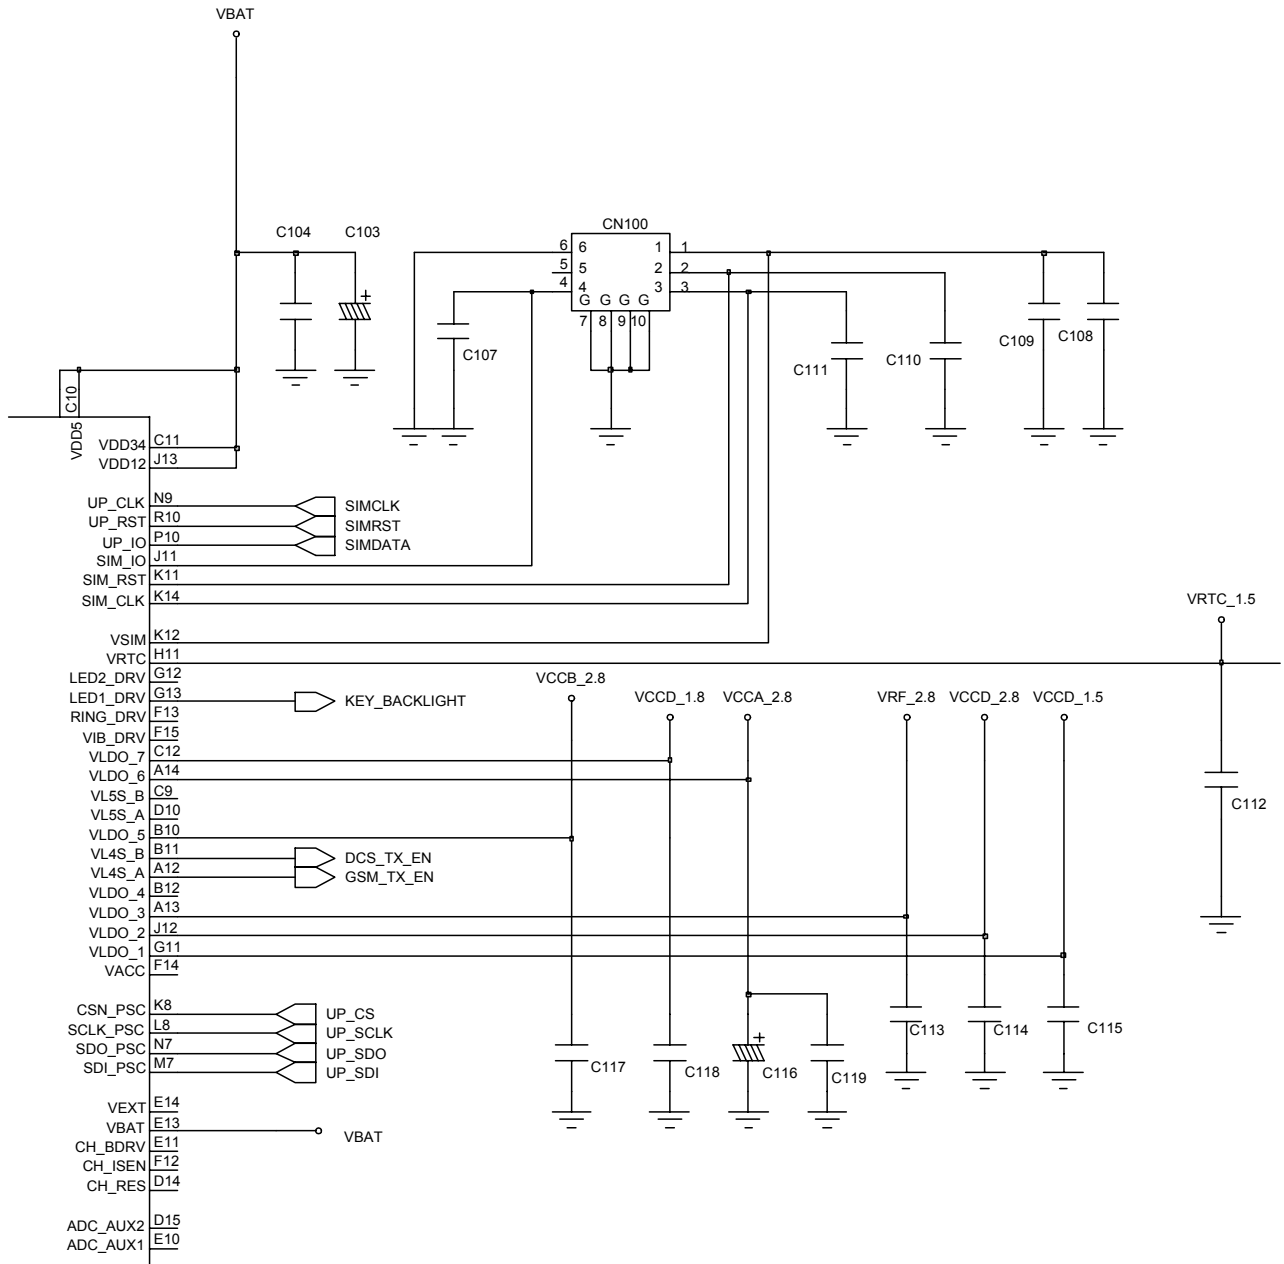 VBAT
C104 C103
CN100
6 6 1 1
5 5 2 2
4 4 3 3
G G G G
7 8 9 10
C107
C111
C110
C109
C108
C10
VDD5
VDD34 C11
VDD12 J13
UP_CLK N9 SIMCLK
UP_RST R10 SIMRST
UP_IO P10 SIMDATA
SIM_IO J11
SIM_RST K11
SIM_CLK K14
VRTC_1.5
VSIM K12
VRTC H11
LED2_DRV G12
LED1_DRV G13 KEY_BACKLIGHT
RING_DRV F13
VIB_DRV F15
VCCB_2.8
VCCD_1.8
VCCA_2.8
VRF_2.8
VCCD_2.8
VCCD_1.5
VLDO_7 C12
VLDO_6 A14
VL5S_B C9
VL5S_A D10
C112
VLDO_5 B10
VL4S_B B11 DCS_TX_EN
VL4S_A A12 GSM_TX_EN
VLDO_4 B12
VLDO_3 A13
VLDO_2 J12
VLDO_1 G11
VACC F14
CSN_PSC K8 UP_CS
SCLK_PSC L8 UP_SCLK
SDO_PSC N7 UP_SDO
SDI_PSC M7 UP_SDI
C113
C114
C115
C117
C118
C116
C119
+
+
VEXT E14
VBAT E13 VBAT
CH_BDRV E11
CH_ISEN F12
CH_RES D14
ADC_AUX2 D15
ADC_AUX1 E10